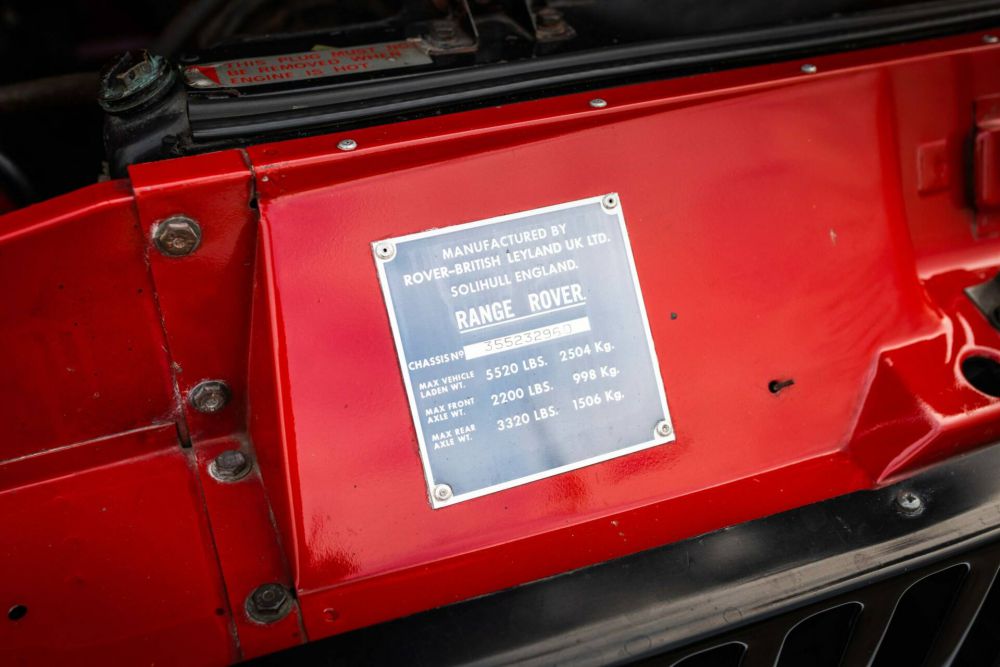 THIS PLUG MUST NOT
BE REMOVED WHEN
ENGINE IS HOT
MANUFACTURED BY
ROVER-BRITISH LEYLAND UK LTD.
SOLIHULL ENGLAND.
RANGE ROVER.
CHASSIS Nº 35523296D
MAX VEHICLE LADEN WT. 5520 LBS. 2504 Kg.
MAX FRONT AXLE WT. 2200 LBS. 998 Kg.
MAX REAR AXLE WT. 3320 LBS. 1506 Kg.